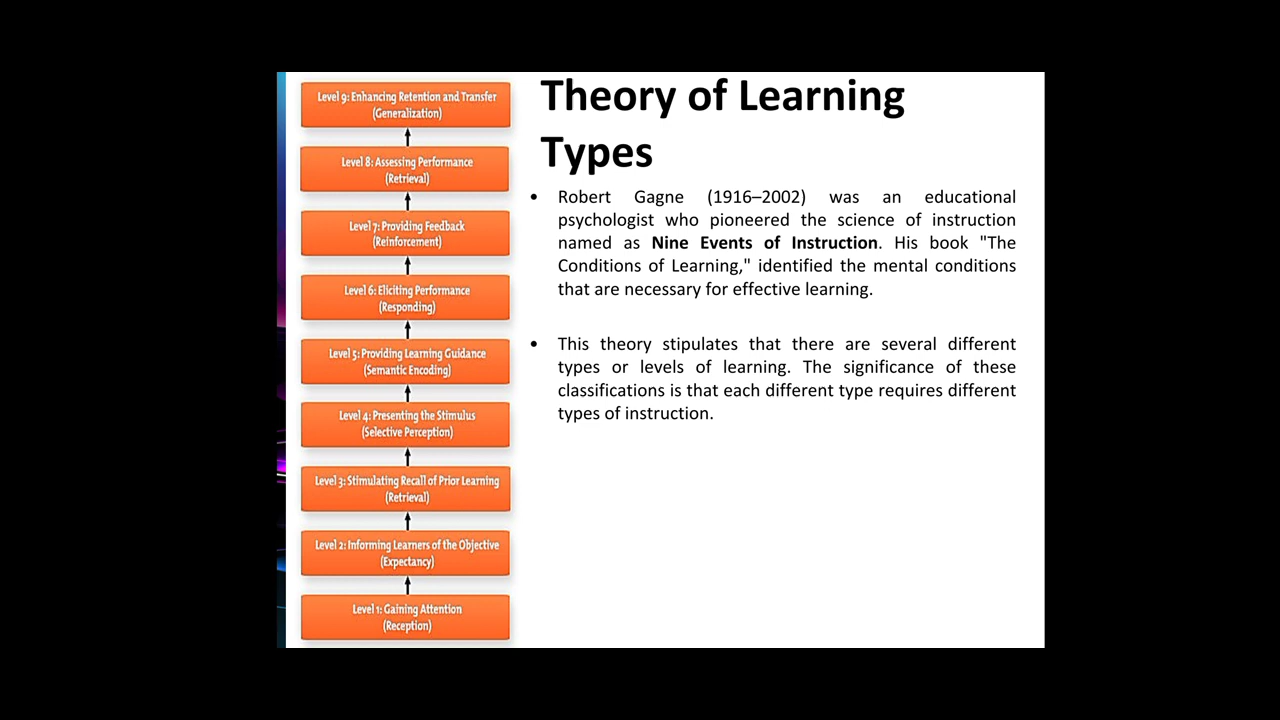 Theory of Learning
Types
Level 9: Enhancing Retention and Transfer
(Generalization)
Level 8: Assessing Performance
(Retrieval)
Level 7: Providing Feedback
(Reinforcement)
Level 6: Eliciting Performance
(Responding)
Level 5: Providing Learning Guidance
(Semantic Encoding)
Level 4: Presenting the Stimulus
(Selective Perception)
Level 3: Stimulating Recall of Prior Learning
(Retrieval)
Level 2: Informing Learners of the Objective
(Expectancy)
Level 1: Gaining Attention
(Reception)
• Robert Gagne (1916–2002) was an educational
psychologist who pioneered the science of instruction
named as Nine Events of Instruction. His book "The
Conditions of Learning," identified the mental conditions
that are necessary for effective learning.
• This theory stipulates that there are several different
types or levels of learning. The significance of these
classifications is that each different type requires different
types of instruction.